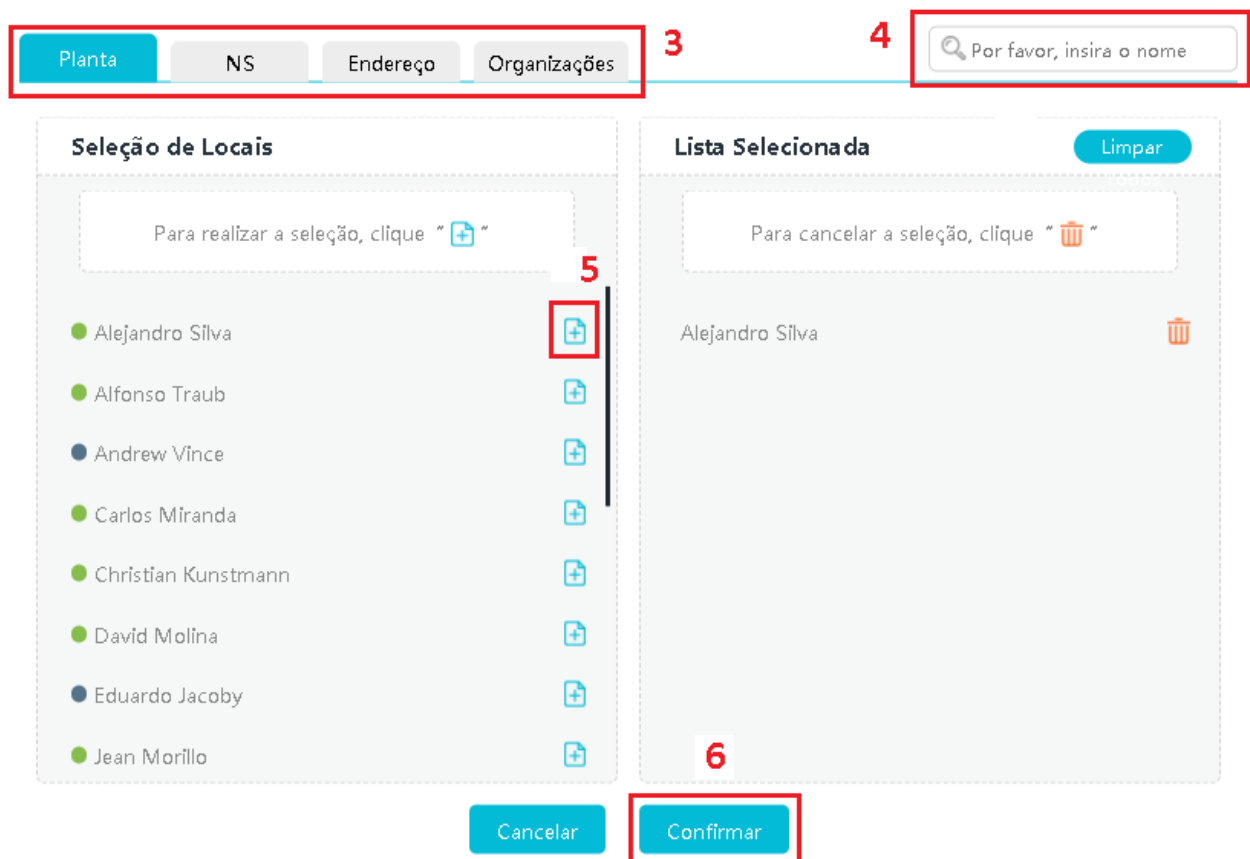 Planta
NS
Endereço
Organizações
3
4
Por favor, insira o nome
Seleção de Locais
Para realizar a seleção, clique " "
5
Alejandro Silva
Alfonso Traub
Andrew Vince
Carlos Miranda
Christian Kunstmann
David Molina
Eduardo Jacoby
Jean Morillo
Lista Selecionada
Limpar
Para cancelar a seleção, clique " "
Alejandro Silva
6
Cancelar
Confirmar